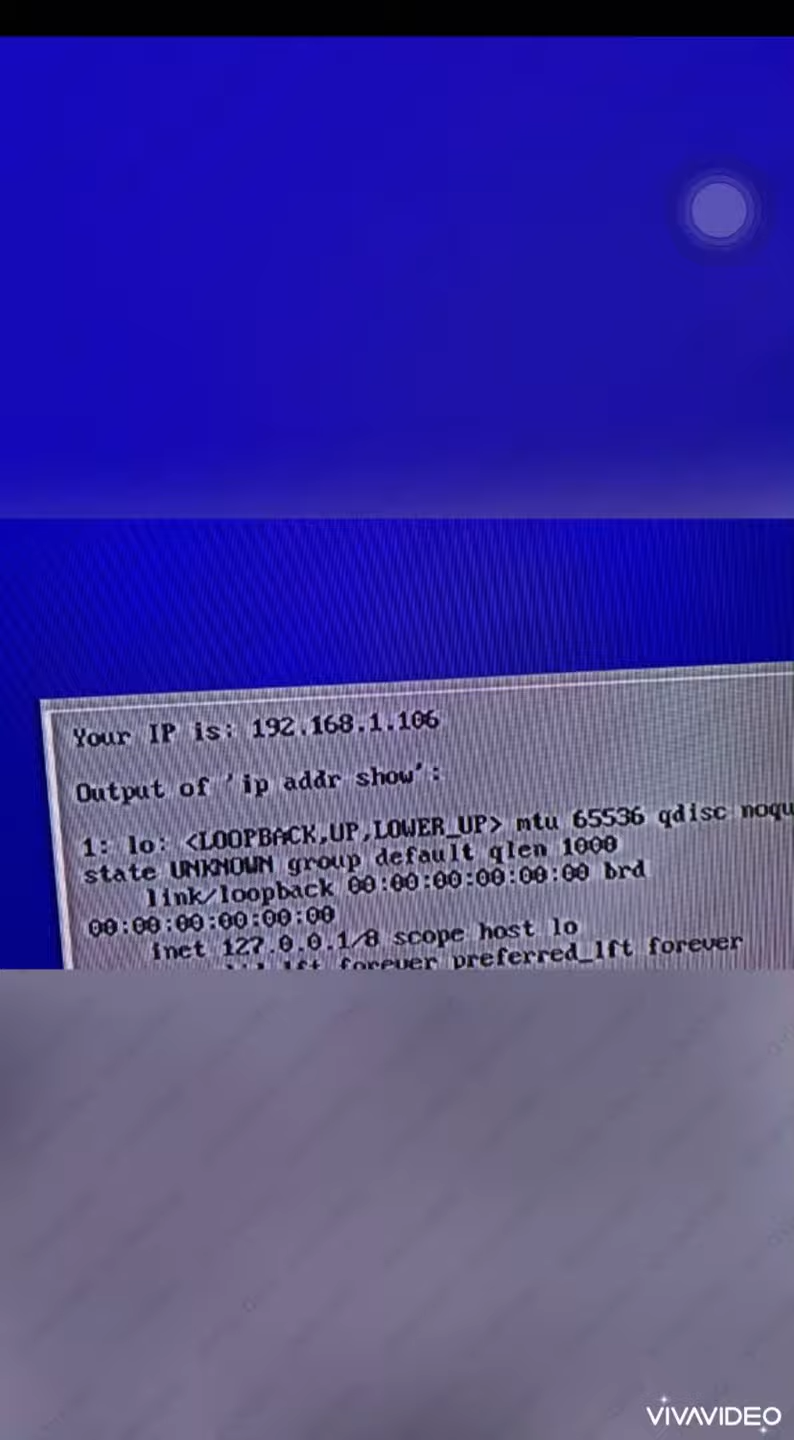 Your IP is: 192.168.1.106
Output of 'ip addr show':
1: lo: <LOOPBACK,UP,LOWER_UP> mtu 65536 qdisc noqu
state UNKNOWN group default qlen 1000
link/loopback 00:00:00:00:00:00 brd
00:00:00:00:00:00
inet 127.0.0.1/8 scope host lo
forever preferred_lft forever
VIVAVIDEO